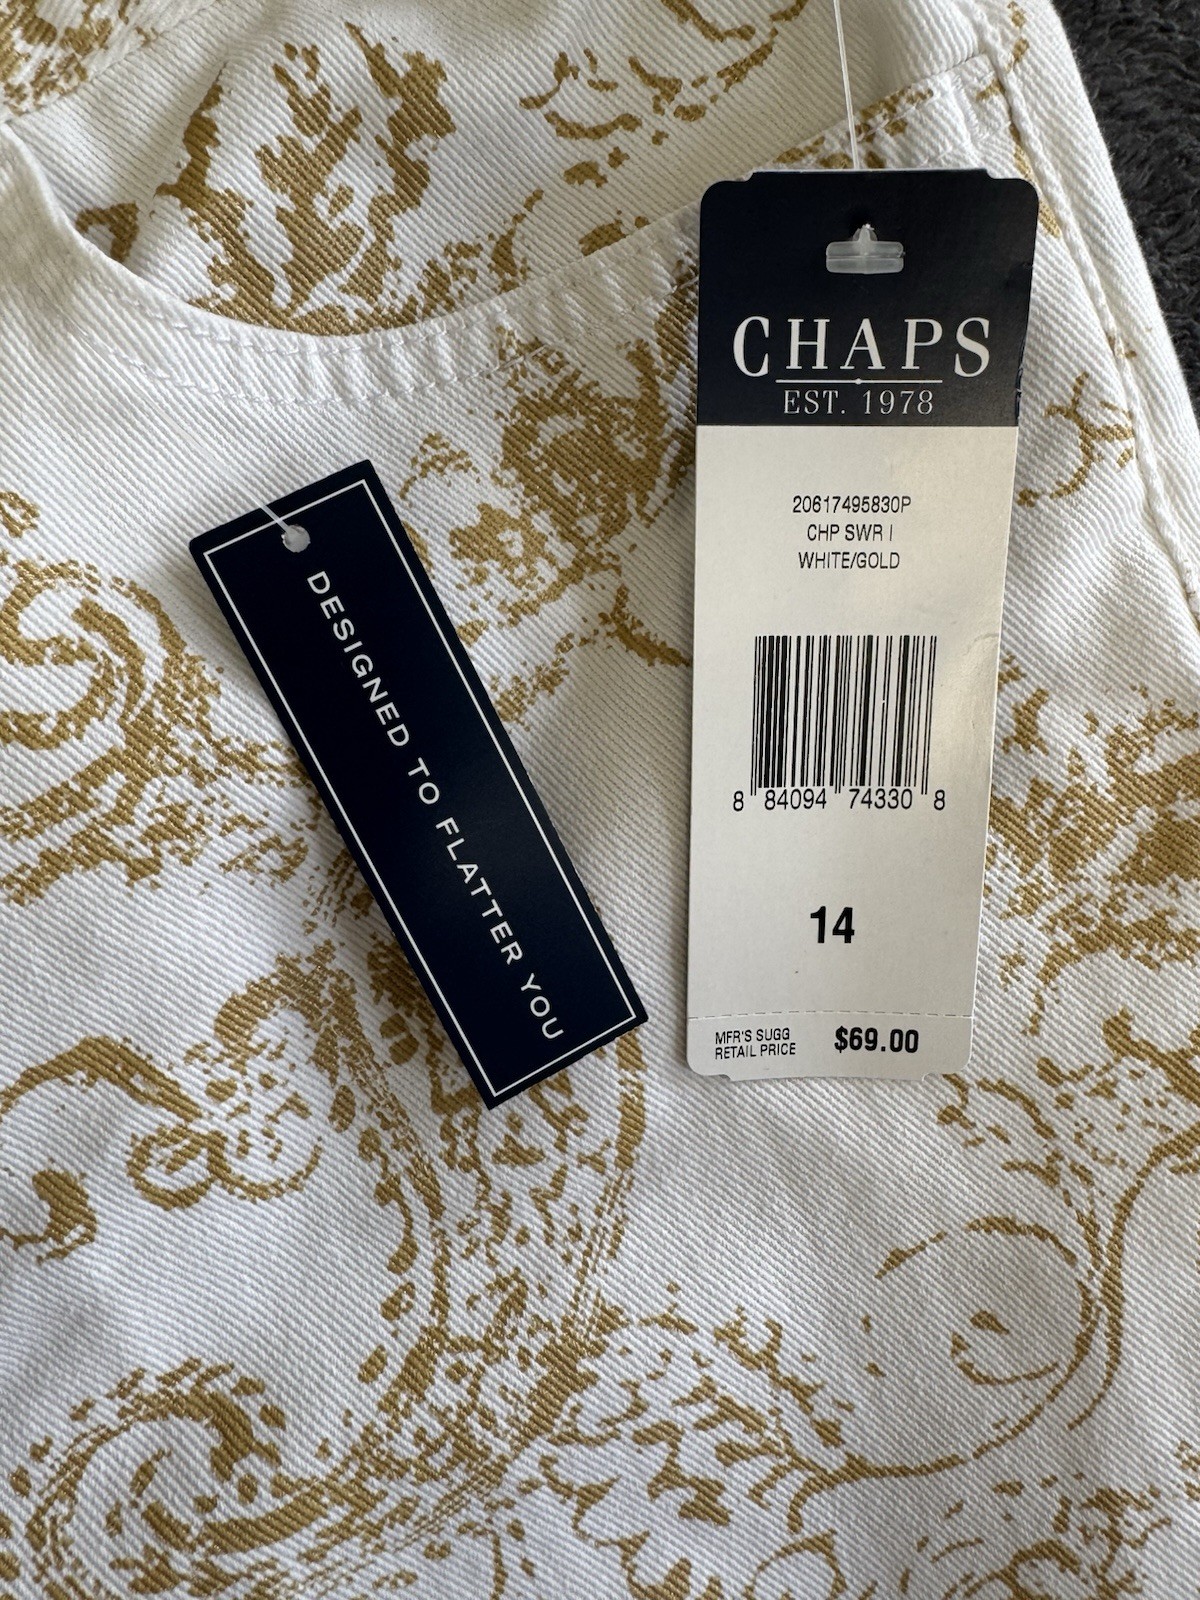 CHAPS
EST. 1978
20617495830P
CHP SWR I
WHITE/GOLD
8 84094 74330 8
14
MFR'S SUGG
RETAIL PRICE $69.00
DESIGNED TO FLATTER YOU